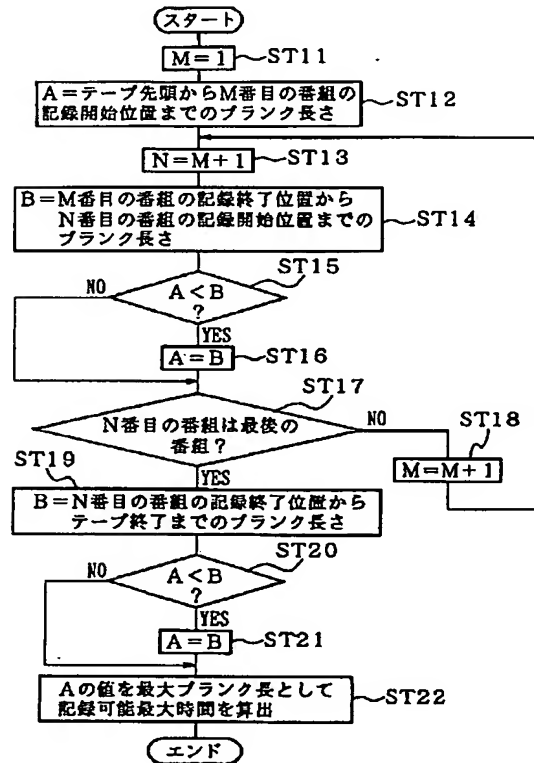 スタート
M=1
ST11
A=テープ先頭からM番目の番組の
記録開始位置までのブランク長さ
ST12
N=M+1
ST13
B=M番目の番組の記録終了位置から
N番目の番組の記録開始位置までの
ブランク長さ
ST14
ST15
NO
A<B
?
YES
A=B
ST16
ST17
N番目の番組は最後の
番組?
NO
ST18
M=M+1
ST19
YES
B=N番目の番組の記録終了位置から
テープ終了までのブランク長さ
ST20
NO
A<B
?
YES
A=B
ST21
Aの値を最大ブランク長として
記録可能最大時間を算出
ST22
エンド